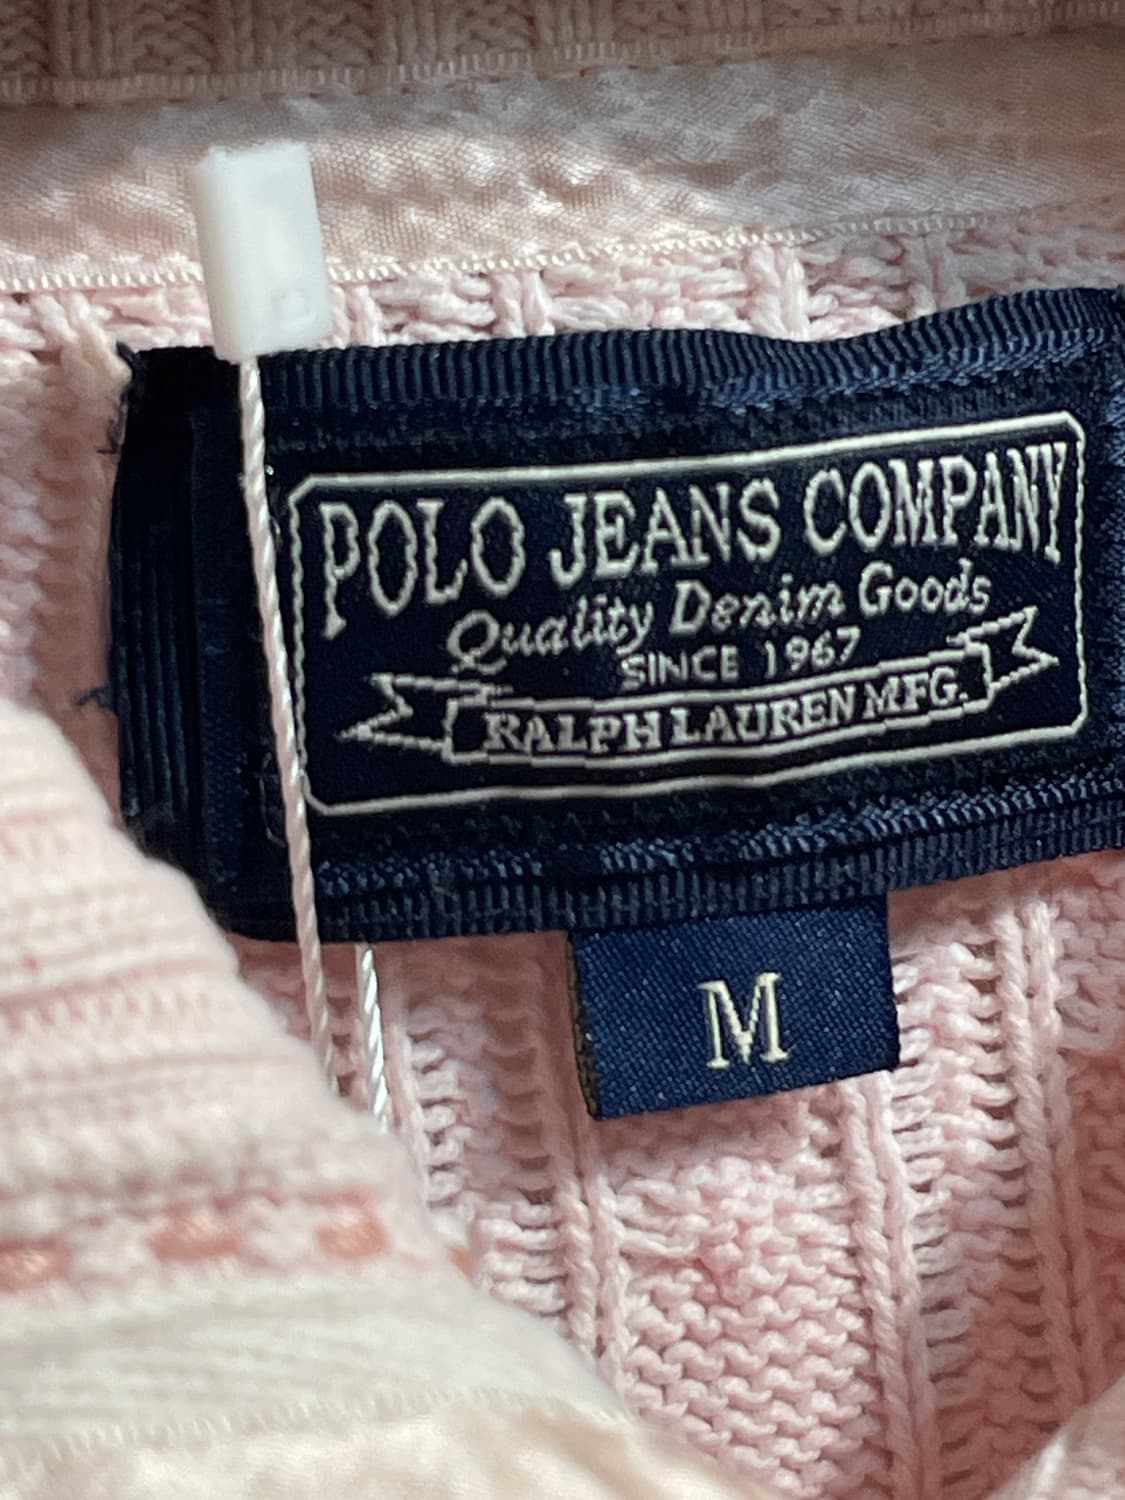 POLO JEANS COMPANY
Quality Denim Goods
SINCE 1967
RALPH LAUREN MFG.
M